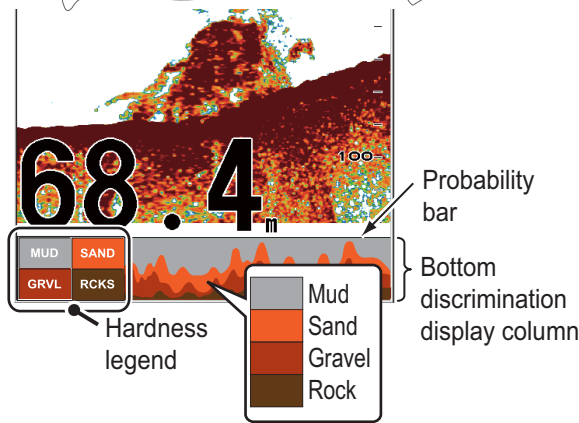 100
68.4m
Probability
bar
MUD SAND
GRVL RCKS
Mud
Sand
Gravel
Rock
Bottom
discrimination
display column
Hardness
legend